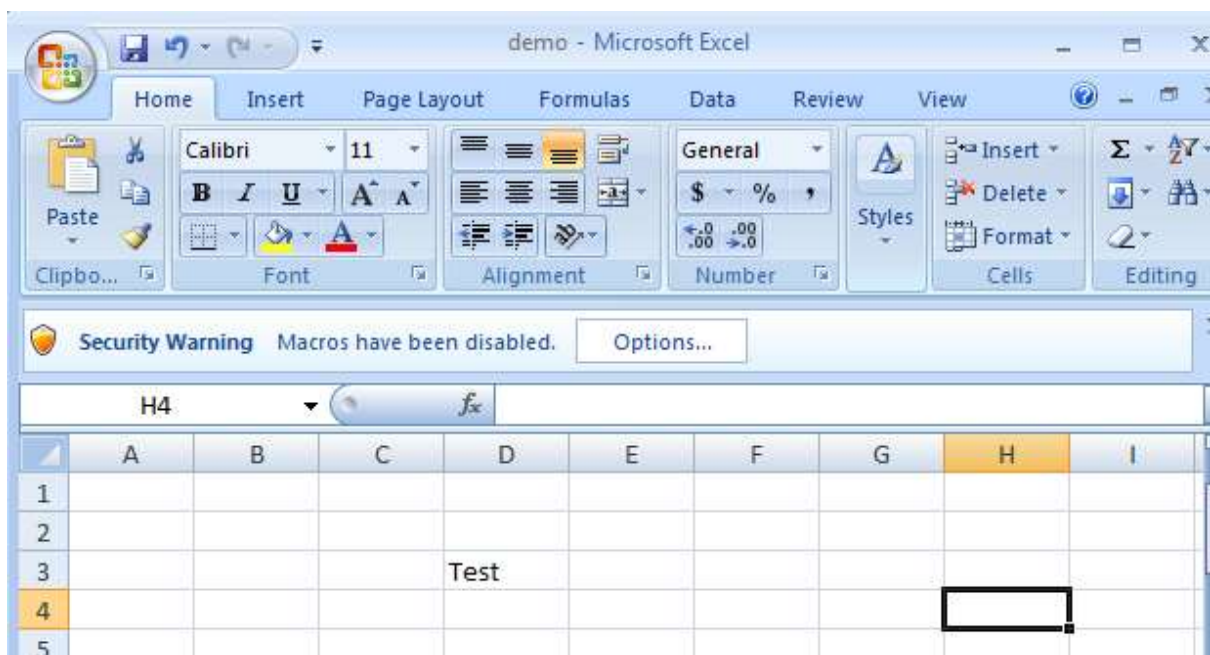 demo - Microsoft Excel
Home Insert Page Layout Formulas Data Review View
Calibri 11 General Insert Σ
Paste B I U A A $ % , Styles Delete
A .00 .00 Format
Clipbo... Font Alignment Number Cells Editing
Security Warning Macros have been disabled. Options...
H4 fx
A B C D E F G H I
1
2
3 Test
4
5